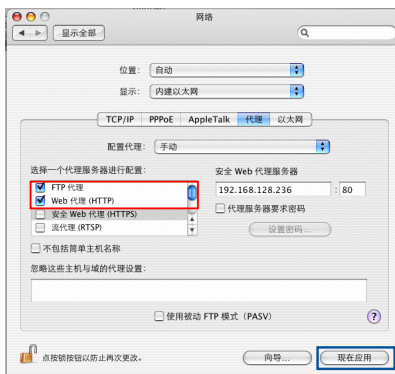 网络
显示全部
位置: 自动
显示: 内建以太网
TCP/IP PPPoE AppleTalk 代理 以太网
配置代理: 手动
选择一个代理服务器进行配置: 安全 Web 代理服务器
FTP 代理 192.168.128.236 : 80
Web 代理 (HTTP)
代理服务器要求密码
安全 Web 代理 (HTTPS)
流代理 (RTSP) 设置密码...
不包括简单主机名称
忽略这些主机与域的代理设置:
使用被动 FTP 模式（PASV） ?
点按锁按钮以防止再次更改。 向导... 现在应用